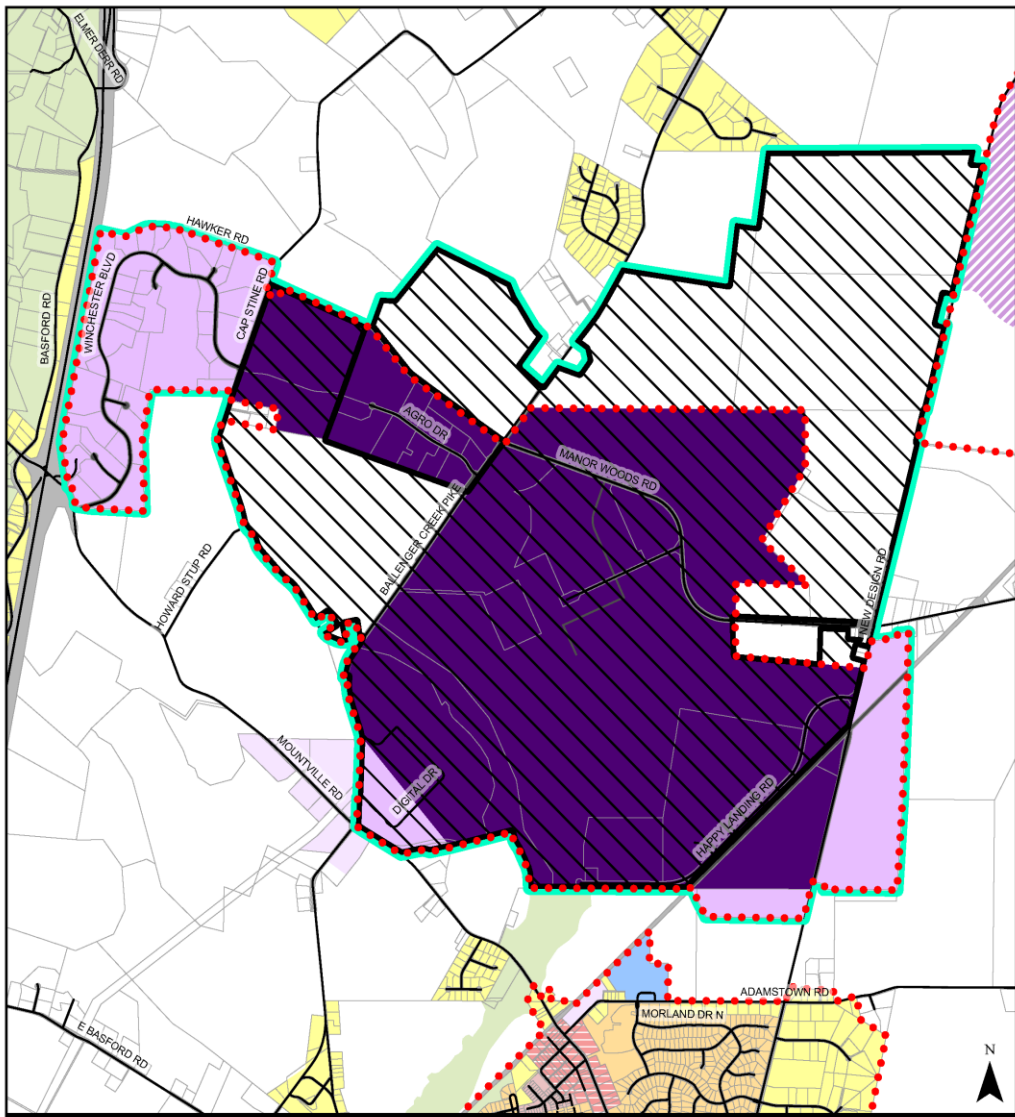 ELMER DERR RD
HAWKER RD
WINCHESTER BLVD
CAP STINE RD
BASFORD RD
AGRO DR
MANOR WOODS RD
BALLENGER CREEK PIKE
HOWARD STUP RD
NEW DESIGN RD
MOUNTVILLE RD
DIGITAL DR
HAPPY LANDING RD
ADAMSTOWN RD
MORLAND DR N
E BASFORD RD
N